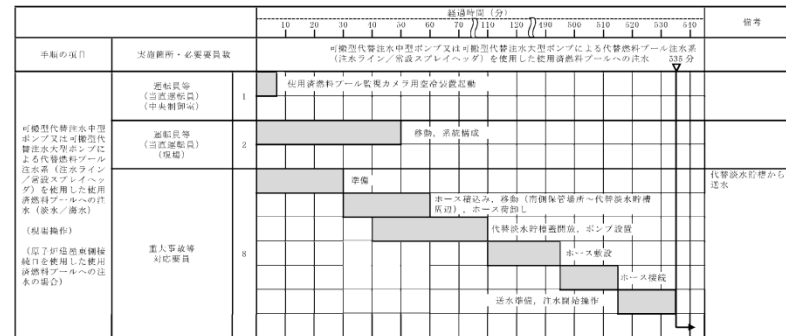 経過時間（分）
備考
10 20 30 40 50 60 70 110 120 490 500 510 520 530 540
手順の項目
実施箇所・必要要員数
可搬型代替注水中型ポンプ又は可搬型代替注水大型ポンプによる代替燃料プール注水系
（注水ライン／常設スプレイヘッダ）を使用した使用済燃料プールへの注水
535 分
可搬型代替注水中型
ポンプ又は可搬型代
替注水大型ポンプに
よる代替燃料プール
注水系（注水ライン
／常設スプレイヘッ
ダ）を使用した使用
済燃料プールへの注
水（淡水／海水）
（現場操作）
（原子炉建屋東側接
続口を使用した使用
済燃料プールへの注
水の場合）
運転員等
（当直運転員）
（中央制御室）
1
使用済燃料プール監視カメラ用空冷装置起動
運転員等
（当直運転員）
（現場）
2
移動，系統構成
重大事故等
対応要員
8
準備
ホース積込み，移動（南側保管場所～代替淡水貯槽
周辺），ホース荷卸し
代替淡水貯槽蓋開放，ポンプ設置
ホース敷設
ホース接続
送水準備，注水開始操作
代替淡水貯槽から
送水